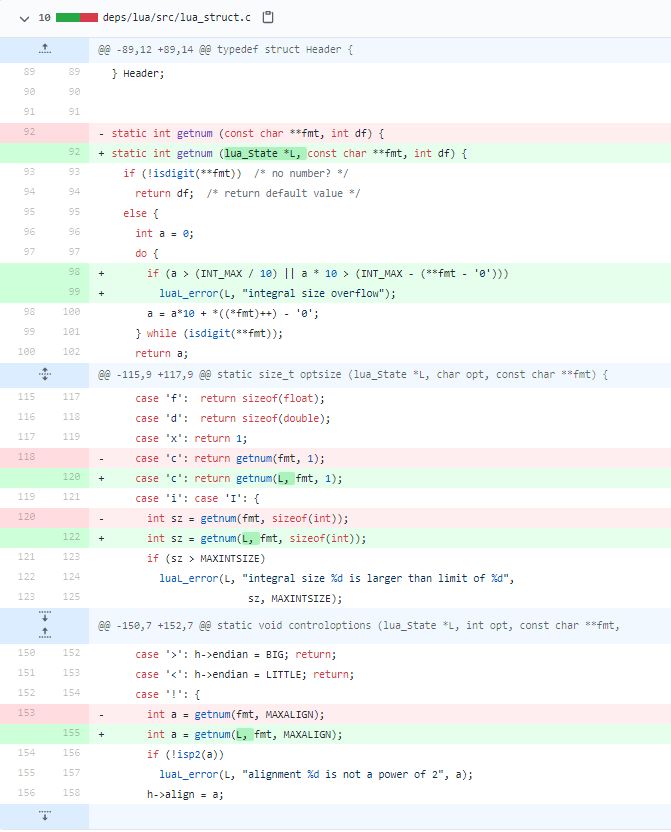 10 deps/lua/src/lua_struct.c
@@ -89,12 +89,14 @@ typedef struct Header {
89 89 } Header;
90 90
91 91
92 - static int getnum (const char **fmt, int df) {
92 + static int getnum (lua_State *L, const char **fmt, int df) {
93 93 if (!isdigit(**fmt)) /* no number? */
94 94 return df; /* return default value */
95 95 else {
96 96 int a = 0;
97 97 do {
98 + if (a > (INT_MAX / 10) || a * 10 > (INT_MAX - (**fmt - '0')))
99 + luaL_error(L, "integral size overflow");
98 100 a = a*10 + *((*fmt)++) - '0';
99 101 } while (isdigit(**fmt));
100 102 return a;
@@ -115,9 +117,9 @@ static size_t optsize (lua_State *L, char opt, const char **fmt) {
115 117 case 'f': return sizeof(float);
116 118 case 'd': return sizeof(double);
117 119 case 'x': return 1;
118 - case 'c': return getnum(fmt, 1);
120 + case 'c': return getnum(L, fmt, 1);
119 121 case 'i': case 'I': {
120 - int sz = getnum(fmt, sizeof(int));
122 + int sz = getnum(L, fmt, sizeof(int));
121 123 if (sz > MAXINTSIZE)
122 124 luaL_error(L, "integral size %d is larger than limit of %d",
123 125 sz, MAXINTSIZE);
@@ -150,7 +152,7 @@ static void controloptions (lua_State *L, int opt, const char **fmt,
150 152 case '>': h->endian = BIG; return;
151 153 case '<': h->endian = LITTLE; return;
152 154 case '!': {
153 - int a = getnum(fmt, MAXALIGN);
155 + int a = getnum(L, fmt, MAXALIGN);
154 156 if (!isp2(a))
155 157 luaL_error(L, "alignment %d is not a power of 2", a);
156 158 h->align = a;